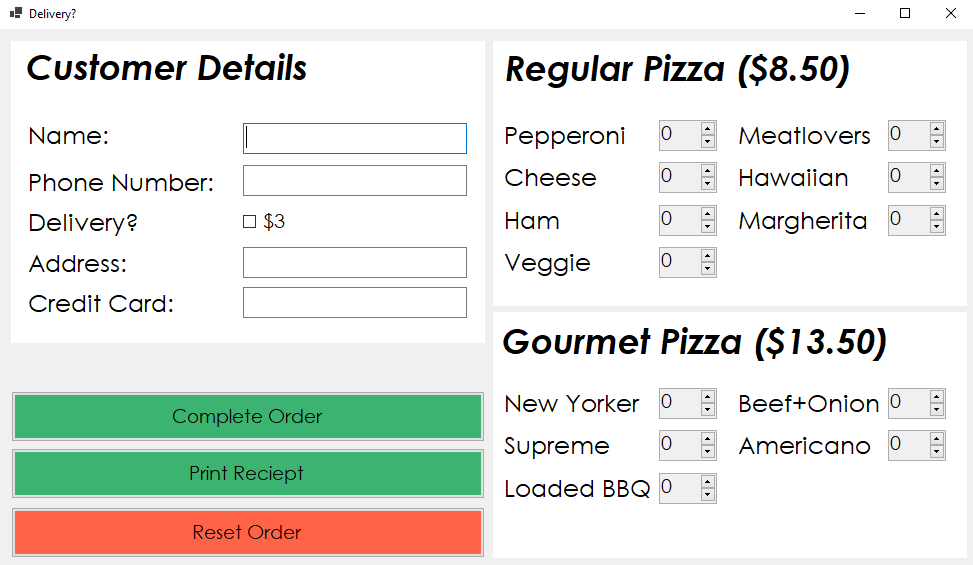 Delivery?
Customer Details
Name:
Phone Number:
Delivery? $3
Address:
Credit Card:
Complete Order
Print Reciept
Reset Order
Regular Pizza ($8.50)
Pepperoni 0 Meatlovers 0
Cheese 0 Hawaiian 0
Ham 0 Margherita 0
Veggie 0
Gourmet Pizza ($13.50)
New Yorker 0 Beef+Onion 0
Supreme 0 Americano 0
Loaded BBQ 0